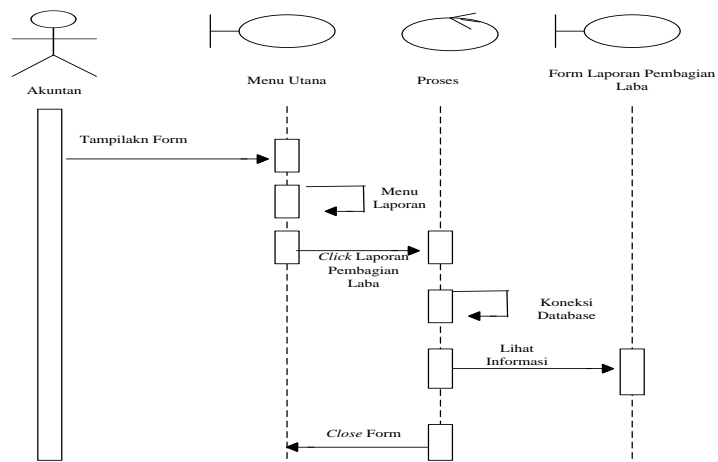 Akuntan
Menu Utana
Proses
Form Laporan Pembagian
Laba
Tampilakn Form
Menu
Laporan
Click Laporan
Pembagian
Laba
Koneksi
Database
Lihat
Informasi
Close Form